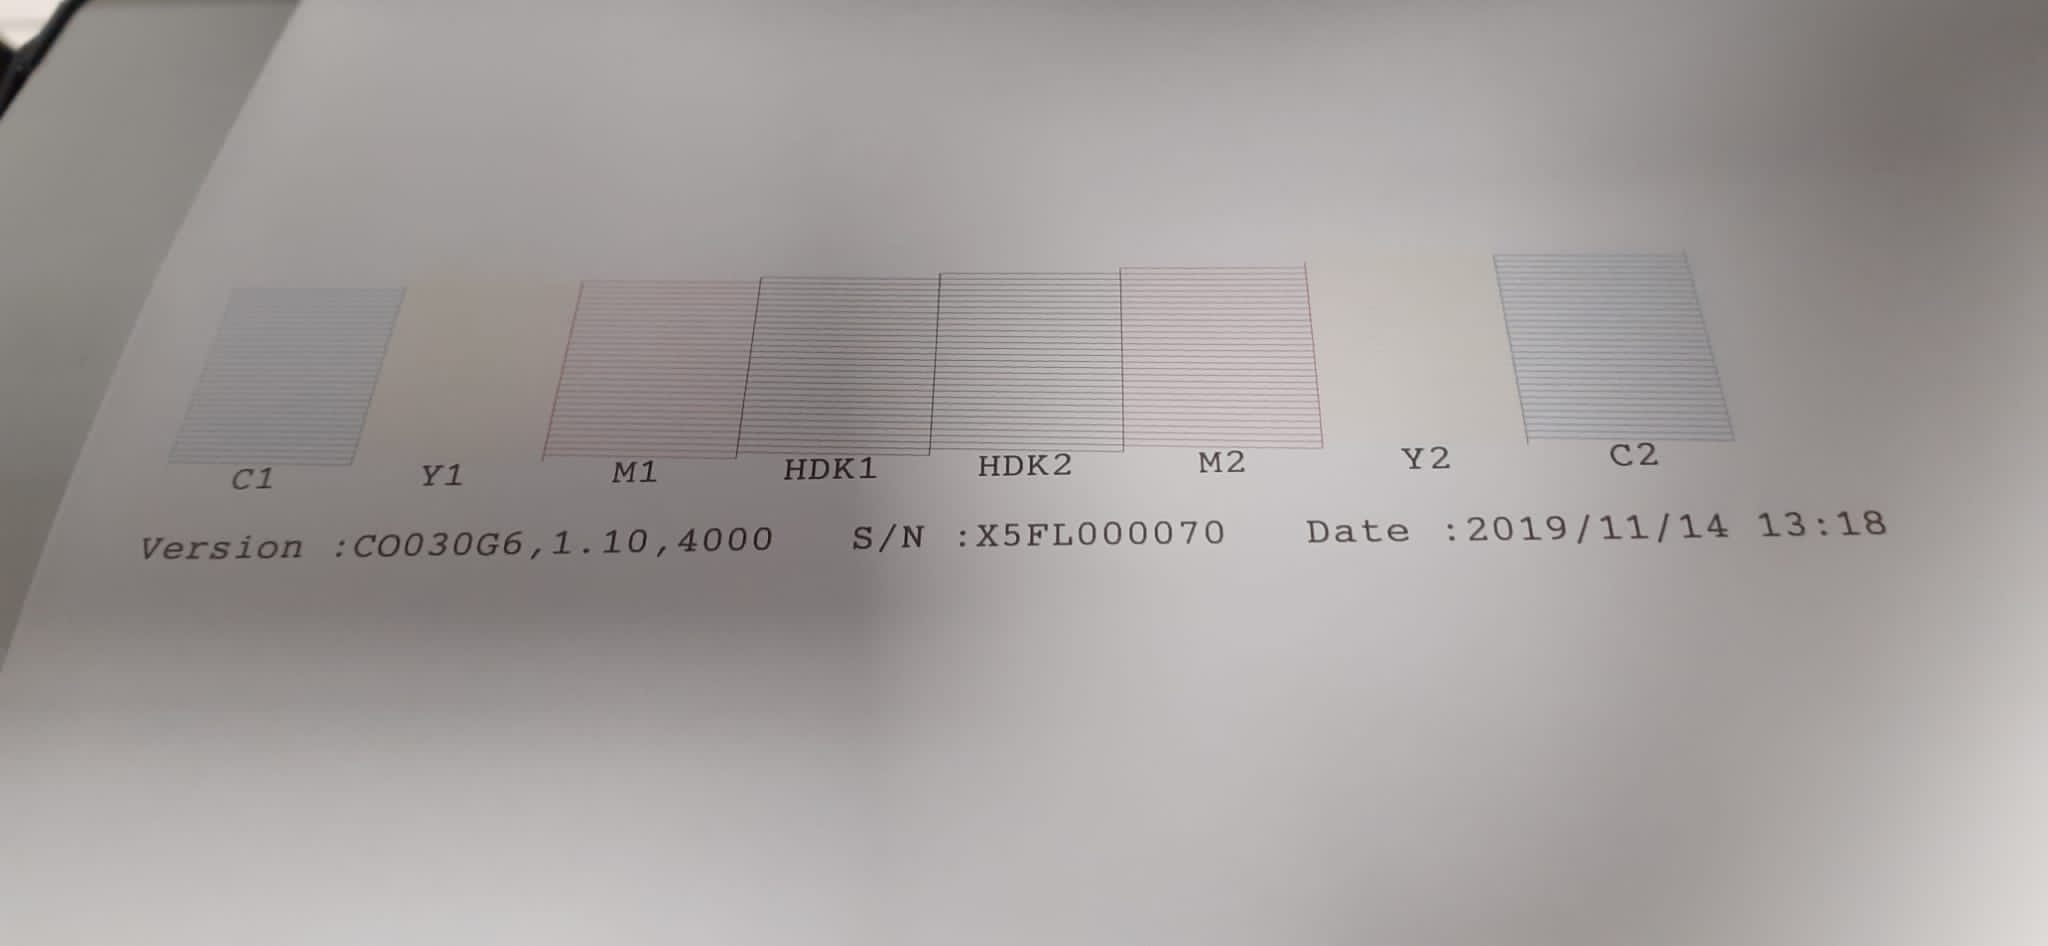 C1 Y1 M1 HDK1 HDK2 M2 Y2 C2
Version :CO030G6,1.10,4000 S/N :X5FL000070 Date :2019/11/14 13:18